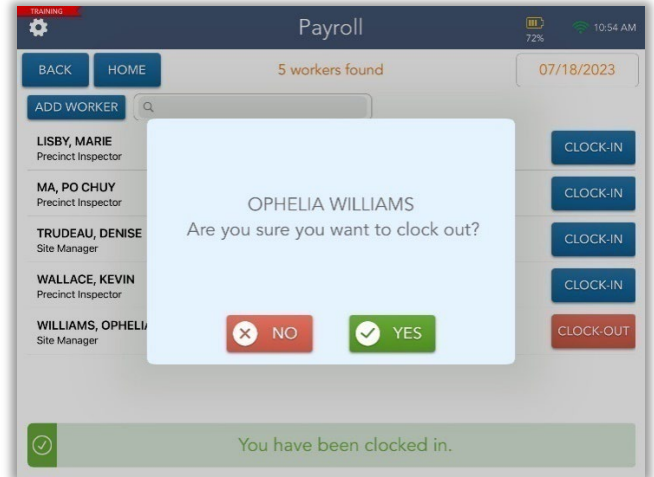 TRAINING
Payroll
72%
10:54 AM
BACK
HOME
5 workers found
07/18/2023
ADD WORKER
LISBY, MARIE
Precinct Inspector
CLOCK-IN
MA, PO CHUY
Precinct Inspector
CLOCK-IN
TRUDEAU, DENISE
Site Manager
CLOCK-IN
WALLACE, KEVIN
Precinct Inspector
CLOCK-IN
WILLIAMS, OPHELI
Site Manager
CLOCK-OUT
OPHELIA WILLIAMS
Are you sure you want to clock out?
NO
YES
You have been clocked in.